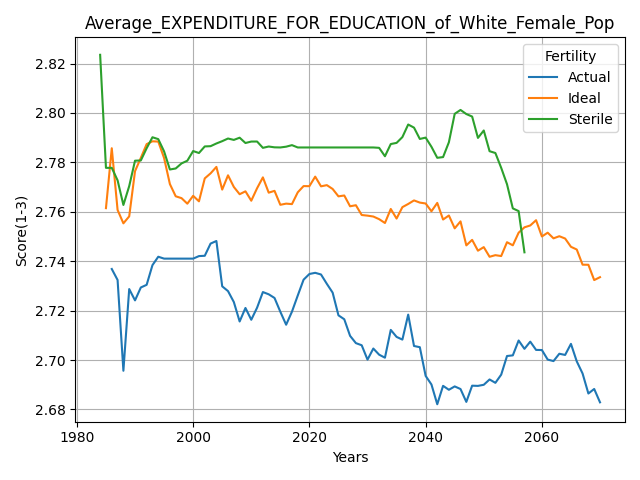 Average_EXPENDITURE_FOR_EDUCATION_of_White_Female_Pop
Fertility
Actual
Ideal
Sterile
Score(1-3)
2.82
2.80
2.78
2.76
2.74
2.72
2.70
2.68
1980
2000
2020
2040
2060
Years